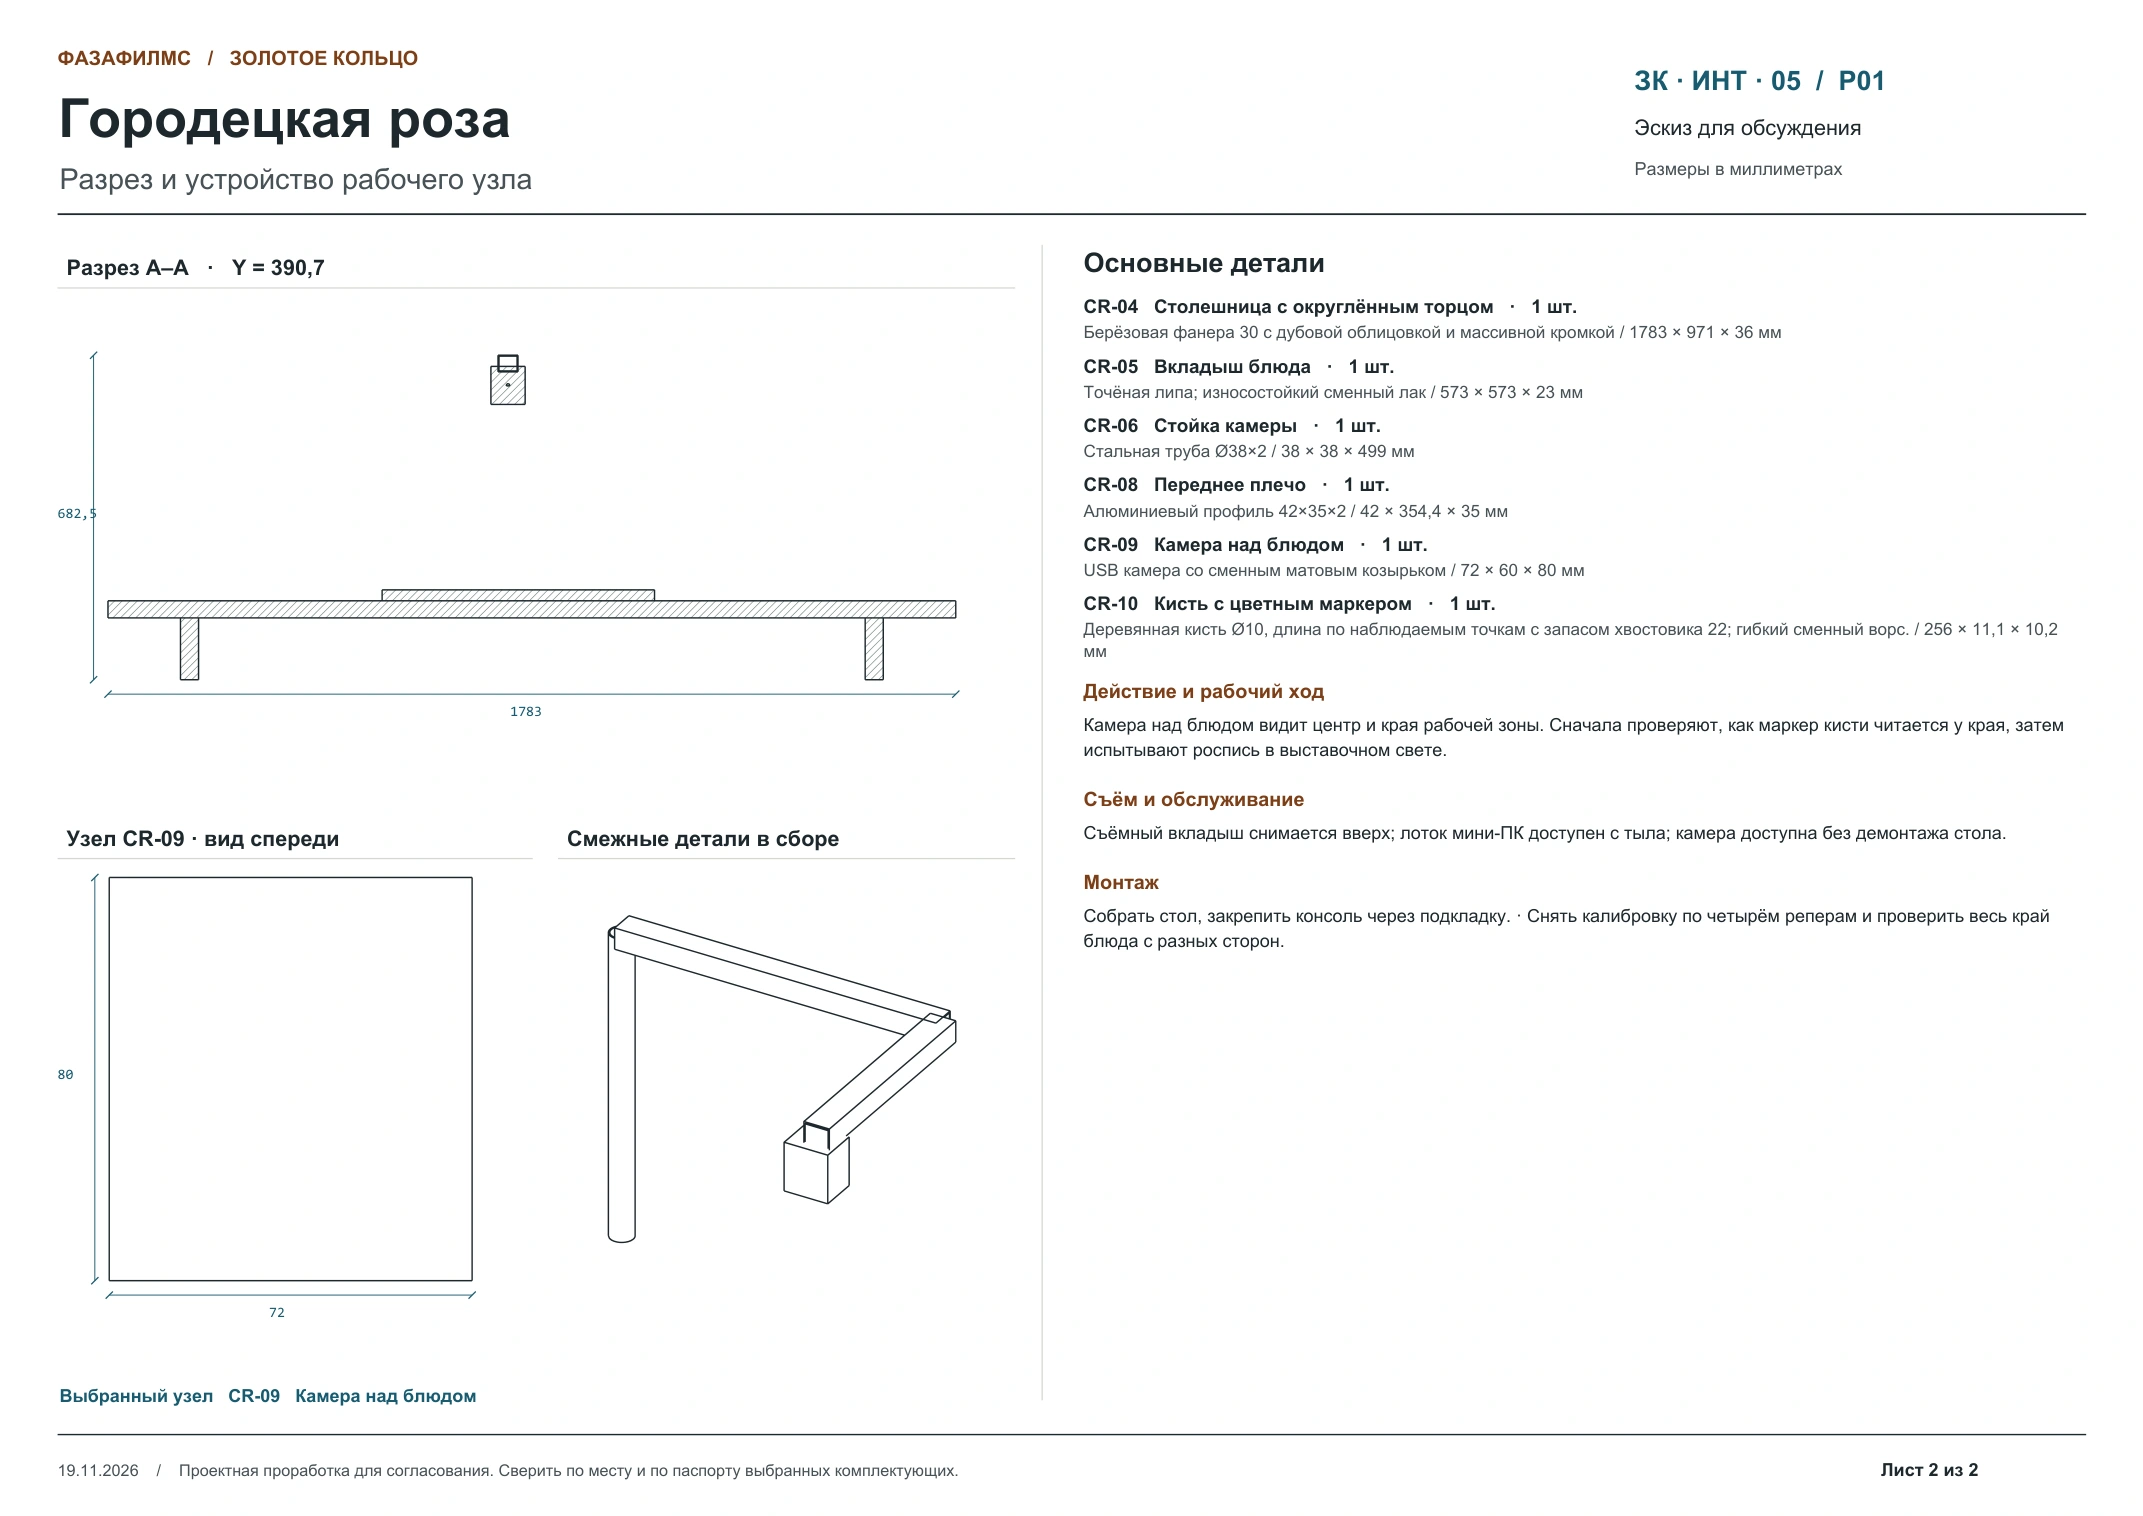 ФАЗАФИЛМС / ЗОЛОТОЕ КОЛЬЦО
Городецкая роза
Разрез и устройство рабочего узла
ЗК · ИНТ · 05 / Р01
Эскиз для обсуждения
Размеры в миллиметрах
Разрез А–А · Y = 390,7
682,5
1783
Узел CR-09 · вид спереди
80
72
Смежные детали в сборе
Выбранный узел CR-09 Камера над блюдом
Основные детали
CR-04 Столешница с округлённым торцом · 1 шт.
Берёзовая фанера 30 с дубовой облицовкой и массивной кромкой / 1783 × 971 × 36 мм
CR-05 Вкладыш блюда · 1 шт.
Точёная липа; износостойкий сменный лак / 573 × 573 × 23 мм
CR-06 Стойка камеры · 1 шт.
Стальная труба Ø38×2 / 38 × 38 × 499 мм
CR-08 Переднее плечо · 1 шт.
Алюминиевый профиль 42×35×2 / 42 × 354,4 × 35 мм
CR-09 Камера над блюдом · 1 шт.
USB камера со сменным матовым козырьком / 72 × 60 × 80 мм
CR-10 Кисть с цветным маркером · 1 шт.
Деревянная кисть Ø10, длина по наблюдаемым точкам с запасом хвостовика 22; гибкий сменный ворс. / 256 × 11,1 × 10,2
мм
Действие и рабочий ход
Камера над блюдом видит центр и края рабочей зоны. Сначала проверяют, как маркер кисти читается у края, затем
испытывают роспись в выставочном свете.
Съём и обслуживание
Съёмный вкладыш снимается вверх; лоток мини-ПК доступен с тыла; камера доступна без демонтажа стола.
Монтаж
Собрать стол, закрепить консоль через подкладку. · Снять калибровку по четырём реперам и проверить весь край
блюда с разных сторон.
19.11.2026 / Проектная проработка для согласования. Сверить по месту и по паспорту выбранных комплектующих.
Лист 2 из 2